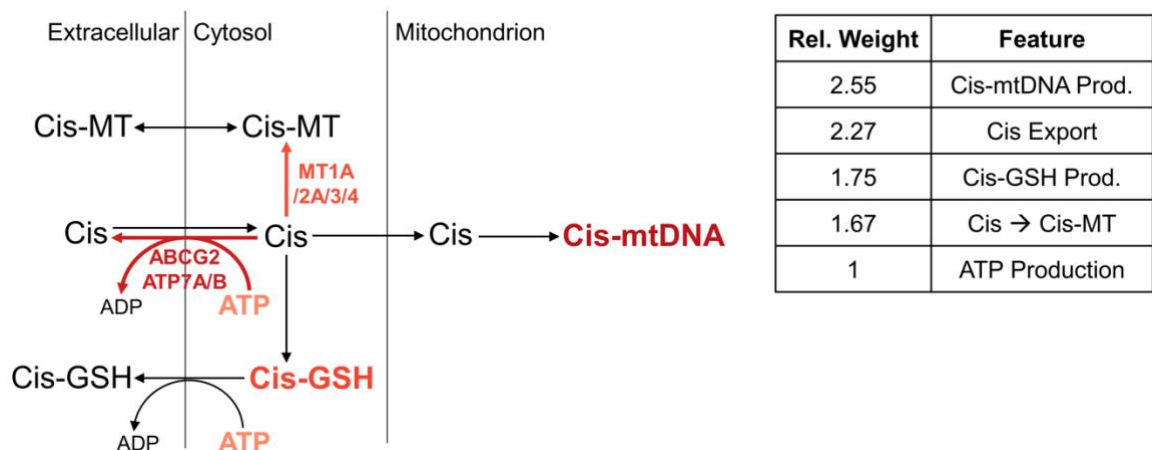 Extracellular Cytosol Mitochondrion
Cis-MT Cis-MT
MT1A
/2A/3/4
Cis Cis Cis Cis-mtDNA
ABCG2
ATP7A/B
ADP ATP
Cis-GSH Cis-GSH
ADP ATP
Rel. Weight Feature
2.55 Cis-mtDNA Prod.
2.27 Cis Export
1.75 Cis-GSH Prod.
1.67 Cis → Cis-MT
1 ATP Production